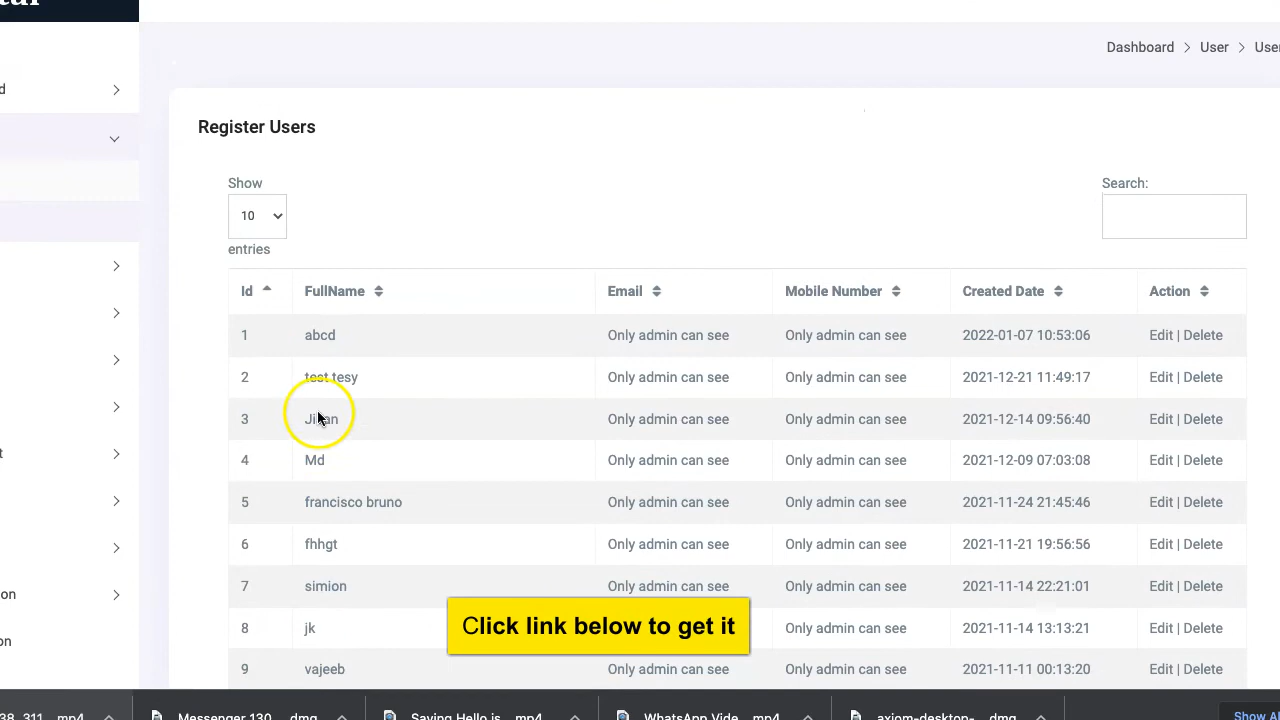 Dashboard > User > User
Register Users
Show
10
entries
Search:
Id FullName Email Mobile Number Created Date Action
1 abcd Only admin can see Only admin can see 2022-01-07 10:53:06 Edit | Delete
2 test tesy Only admin can see Only admin can see 2021-12-21 11:49:17 Edit | Delete
3 Only admin can see Only admin can see 2021-12-14 09:56:40 Edit | Delete
4 Md Only admin can see Only admin can see 2021-12-09 07:03:08 Edit | Delete
5 francisco bruno Only admin can see Only admin can see 2021-11-24 21:45:46 Edit | Delete
6 fhhgt Only admin can see Only admin can see 2021-11-21 19:56:56 Edit | Delete
7 simion Only admin can see Only admin can see 2021-11-14 22:21:01 Edit | Delete
8 jk Only admin can see 2021-11-14 13:13:21 Edit | Delete
Click link below to get it
9 vajeeb Only admin can see Only admin can see 2021-11-11 00:13:20 Edit | Delete
38_311...mp4 Messenger.130....dmg Saying Hello is....mp4 WhatsApp Vide....mp4 axiom-desktop-....dmg Show A